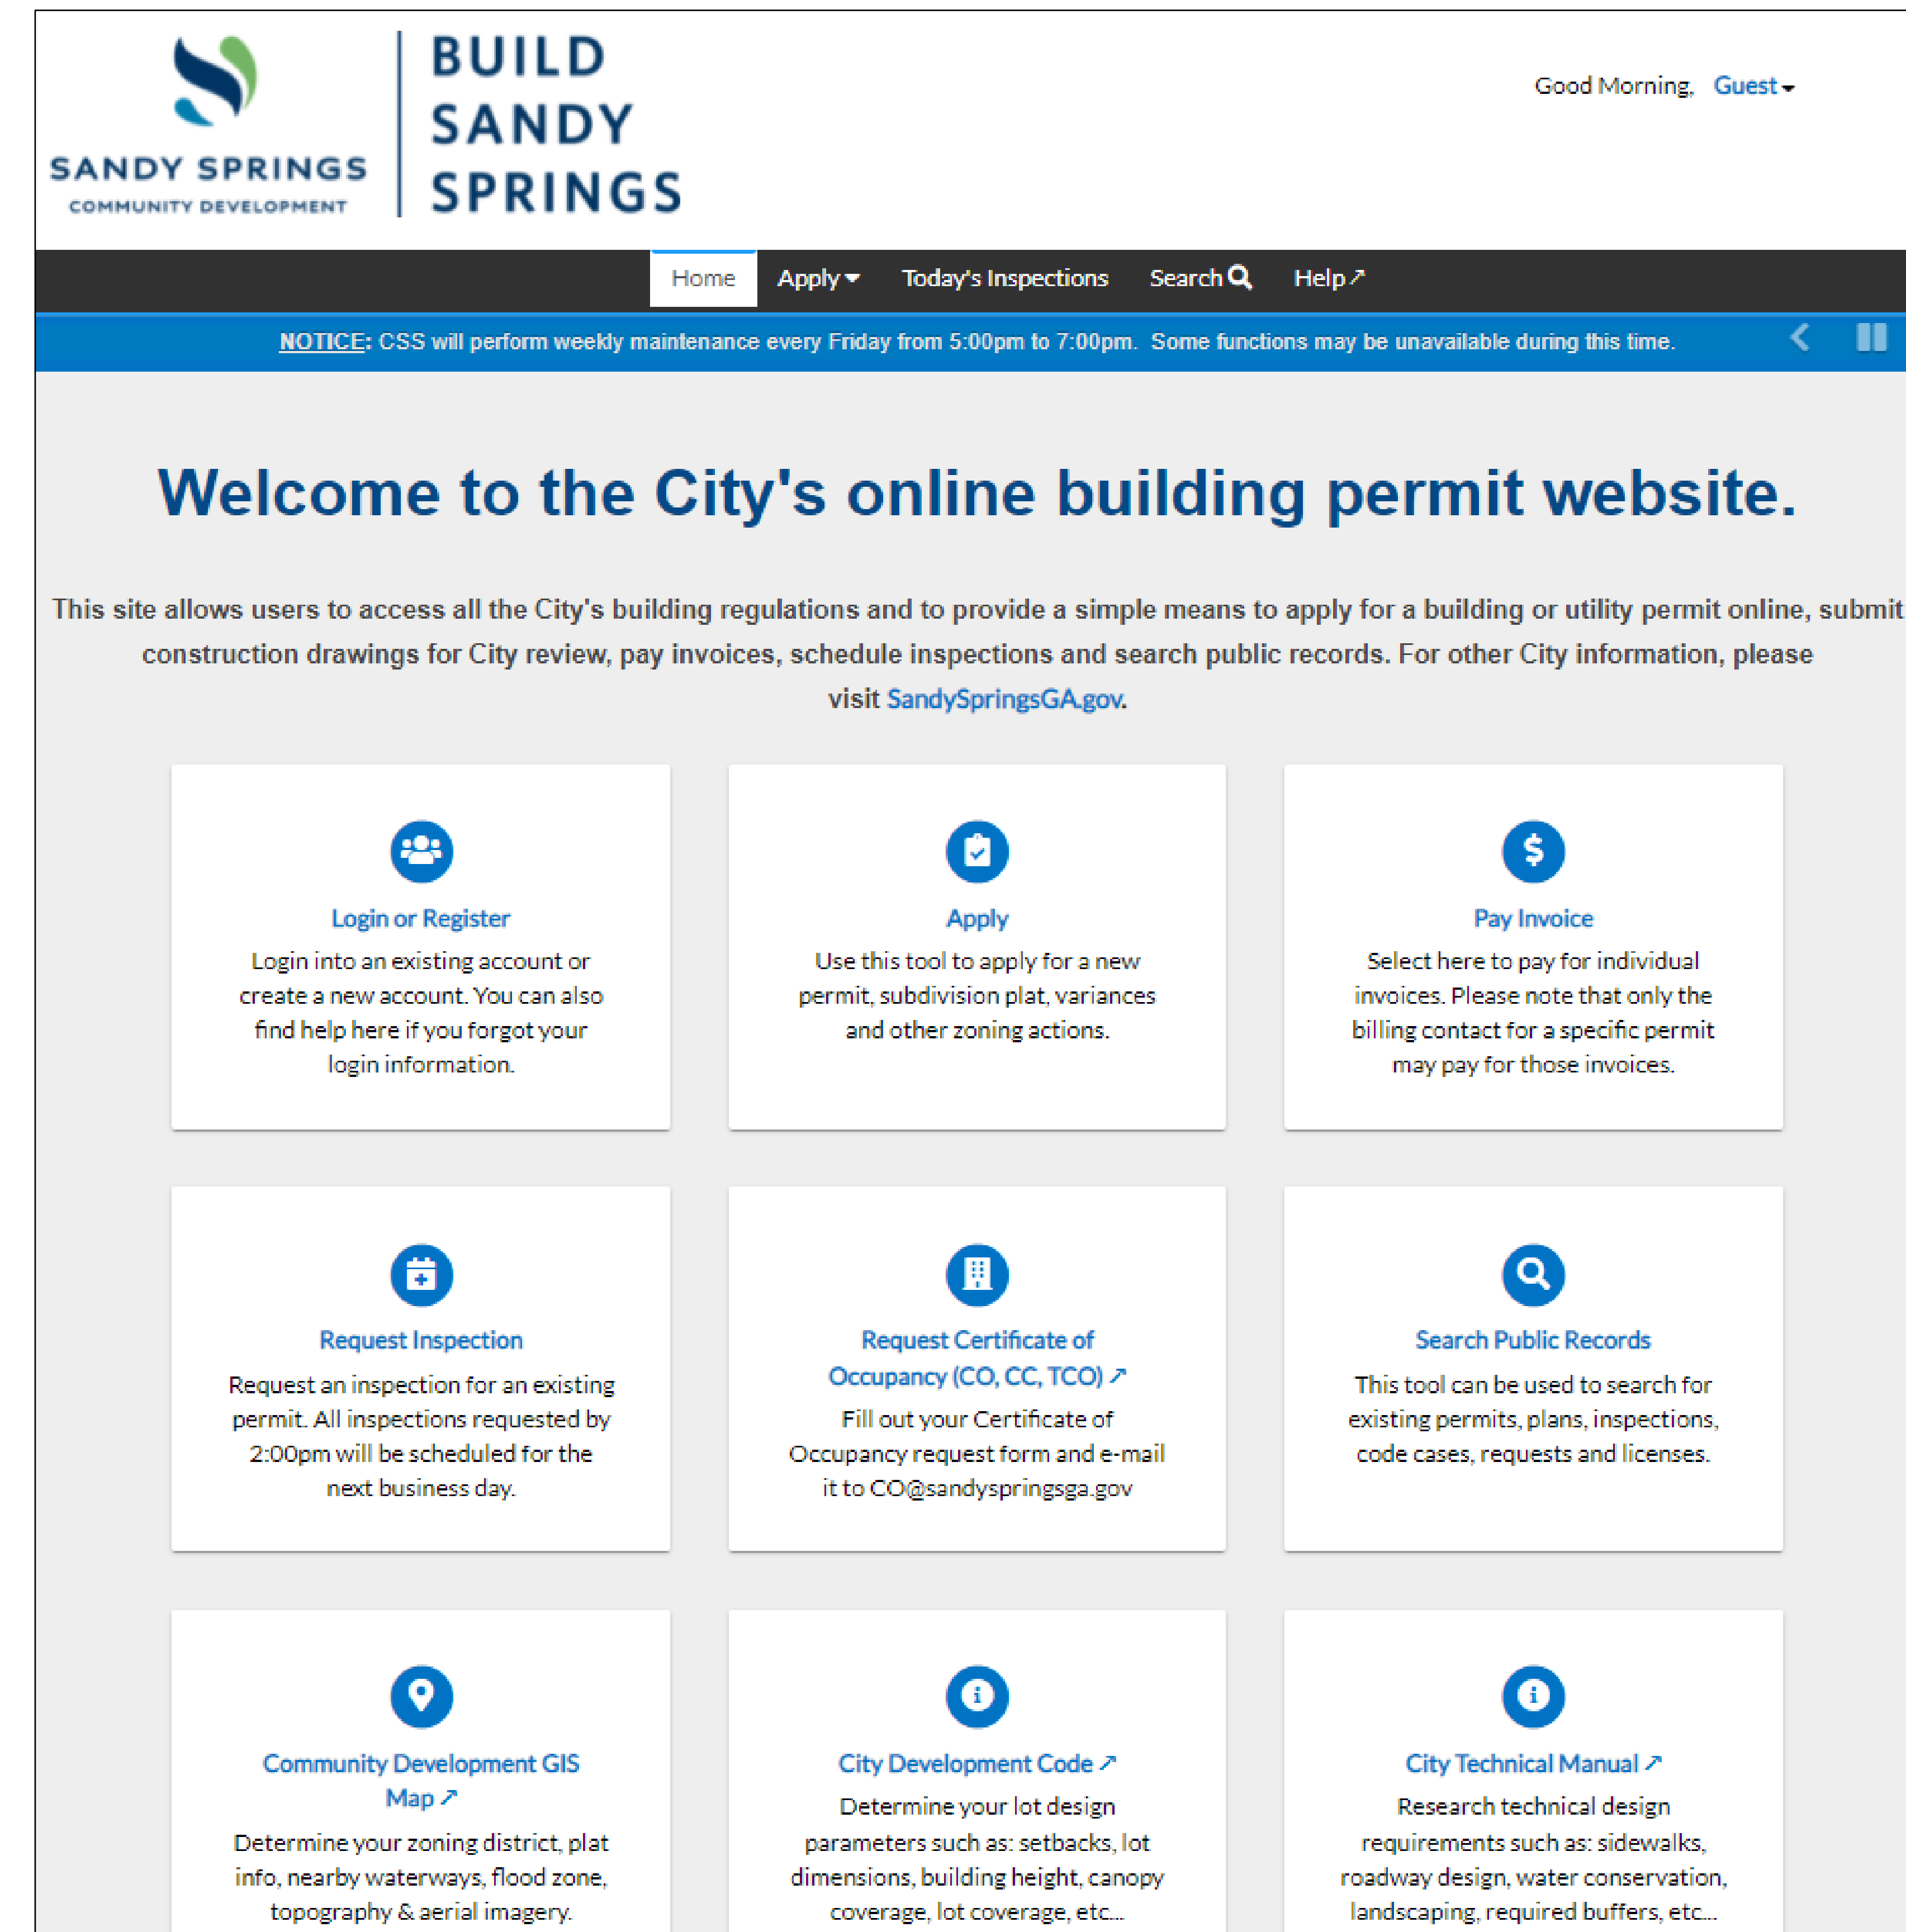 SANDY SPRINGS
COMMUNITY DEVELOPMENT
BUILD
SANDY
SPRINGS
Good Morning, Guest
Home Apply Today's Inspections Search Help↗
NOTICE: CSS will perform weekly maintenance every Friday from 5:00pm to 7:00pm. Some functions may be unavailable during this time.
Welcome to the City's online building permit website.
This site allows users to access all the City's building regulations and to provide a simple means to apply for a building or utility permit online, submit
construction drawings for City review, pay invoices, schedule inspections and search public records. For other City information, please
visit SandySpringsGA.gov.
Login or Register
Login into an existing account or
create a new account. You can also
find help here if you forgot your
login information.
Apply
Use this tool to apply for a new
permit, subdivision plat, variances
and other zoning actions.
Pay Invoice
Select here to pay for individual
invoices. Please note that only the
billing contact for a specific permit
may pay for those invoices.
Request Inspection
Request an inspection for an existing
permit. All inspections requested by
2:00pm will be scheduled for the
next business day.
Request Certificate of
Occupancy (CO, CC, TCO) ↗
Fill out your Certificate of
Occupancy request form and e-mail
it to CO@sandyspringsga.gov
Search Public Records
This tool can be used to search for
existing permits, plans, inspections,
code cases, requests and licenses.
Community Development GIS
Map ↗
Determine your zoning district, plat
info, nearby waterways, flood zone,
topography & aerial imagery.
City Development Code ↗
Determine your lot design
parameters such as: setbacks, lot
dimensions, building height, canopy
coverage, lot coverage, etc...
City Technical Manual ↗
Research technical design
requirements such as: sidewalks,
roadway design, water conservation,
landscaping, required buffers, etc...